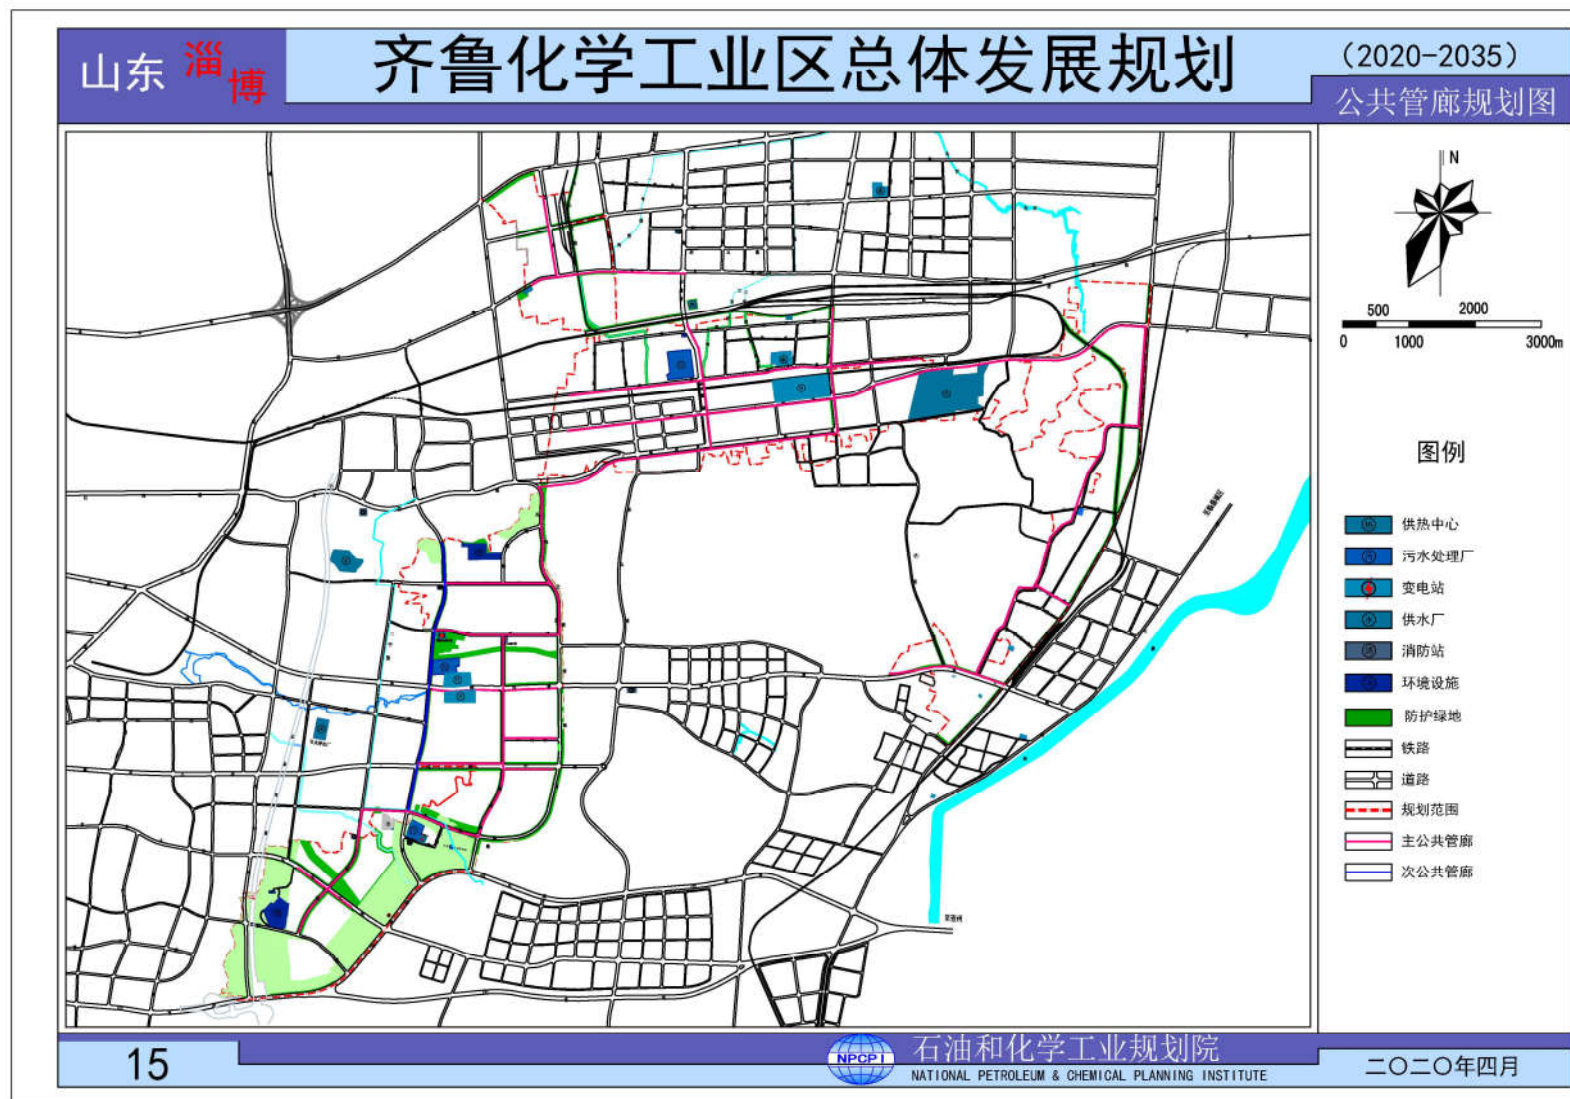 山东 淄博
齐鲁化学工业区总体发展规划
（2020-2035）
公共管廊规划图
N
500 2000
0 1000 3000m
图例
供热中心
污水处理厂
变电站
供水厂
消防站
环境设施
防护绿地
铁路
道路
规划范围
主公共管廊
次公共管廊
15
NPCPI
石油和化学工业规划院
NATIONAL PETROLEUM & CHEMICAL PLANNING INSTITUTE
二〇二〇年四月